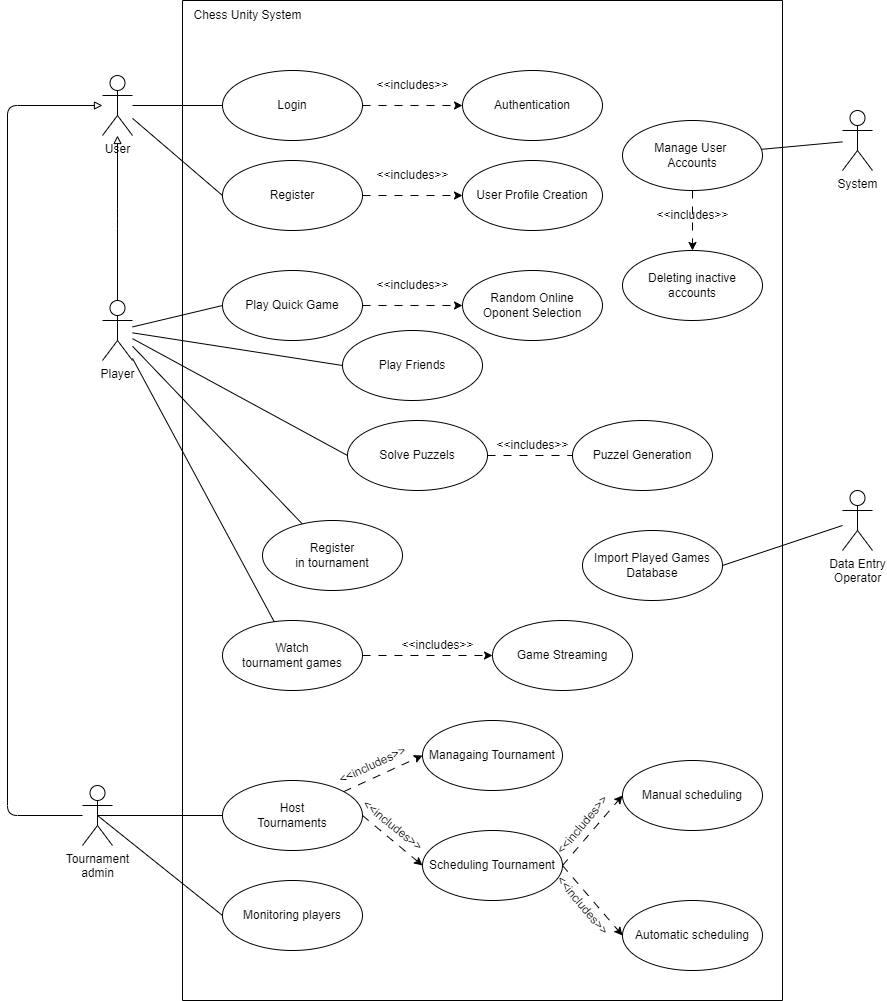 Chess Unity System
<<includes>>
Login
Authentication
User
Manage User
Accounts
System
<<includes>>
Register
User Profile Creation
<<includes>>
Deleting inactive
accounts
<<includes>>
Play Quick Game
Random Online
Oponent Selection
Player
Play Friends
<<includes>>
Solve Puzzels
Puzzel Generation
Register
in tournament
Import Played Games
Database
Data Entry
Operator
<<includes>>
Watch
tournament games
Game Streaming
<<includes>>
Managaing Tournament
Host
Tournaments
<<includes>>
Manual scheduling
<<includes>>
Tournament
admin
Scheduling Tournament
<<includes>>
Monitoring players
Automatic scheduling